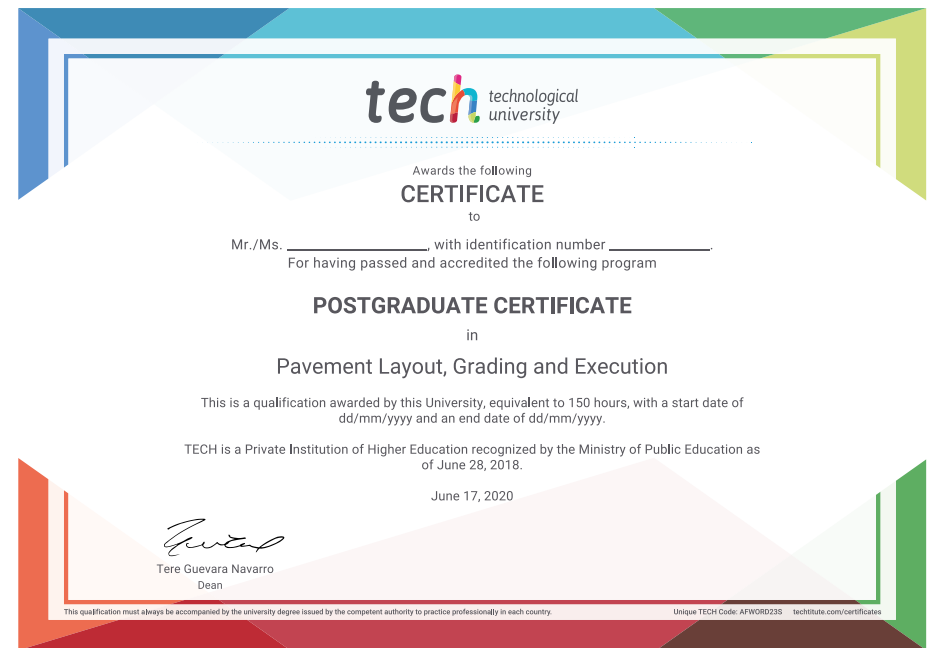 tech technological
university
Awards the following
CERTIFICATE
to
Mr./Ms. ____________, with identification number ____________.
For having passed and accredited the following program
POSTGRADUATE CERTIFICATE
in
Pavement Layout, Grading and Execution
This is a qualification awarded by this University, equivalent to 150 hours, with a start date of
dd/mm/yyyy and an end date of dd/mm/yyyy.
TECH is a Private Institution of Higher Education recognized by the Ministry of Public Education as
of June 28, 2018.
June 17, 2020
Tere Guevara Navarro
Dean
This qualification must always be accompanied by the university degree issued by the competent authority to practice professionally in each country. Unique TECH Code: AFWORD23S techtitute.com/certificates